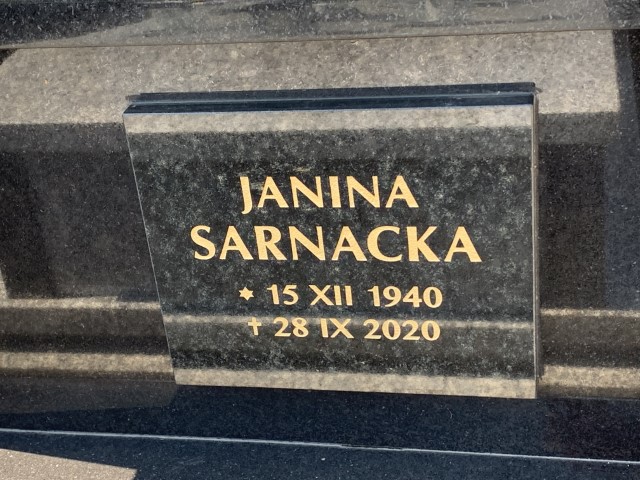 JANINA
SARNACKA
* 15 XII 1940
✝ 28 IX 2020